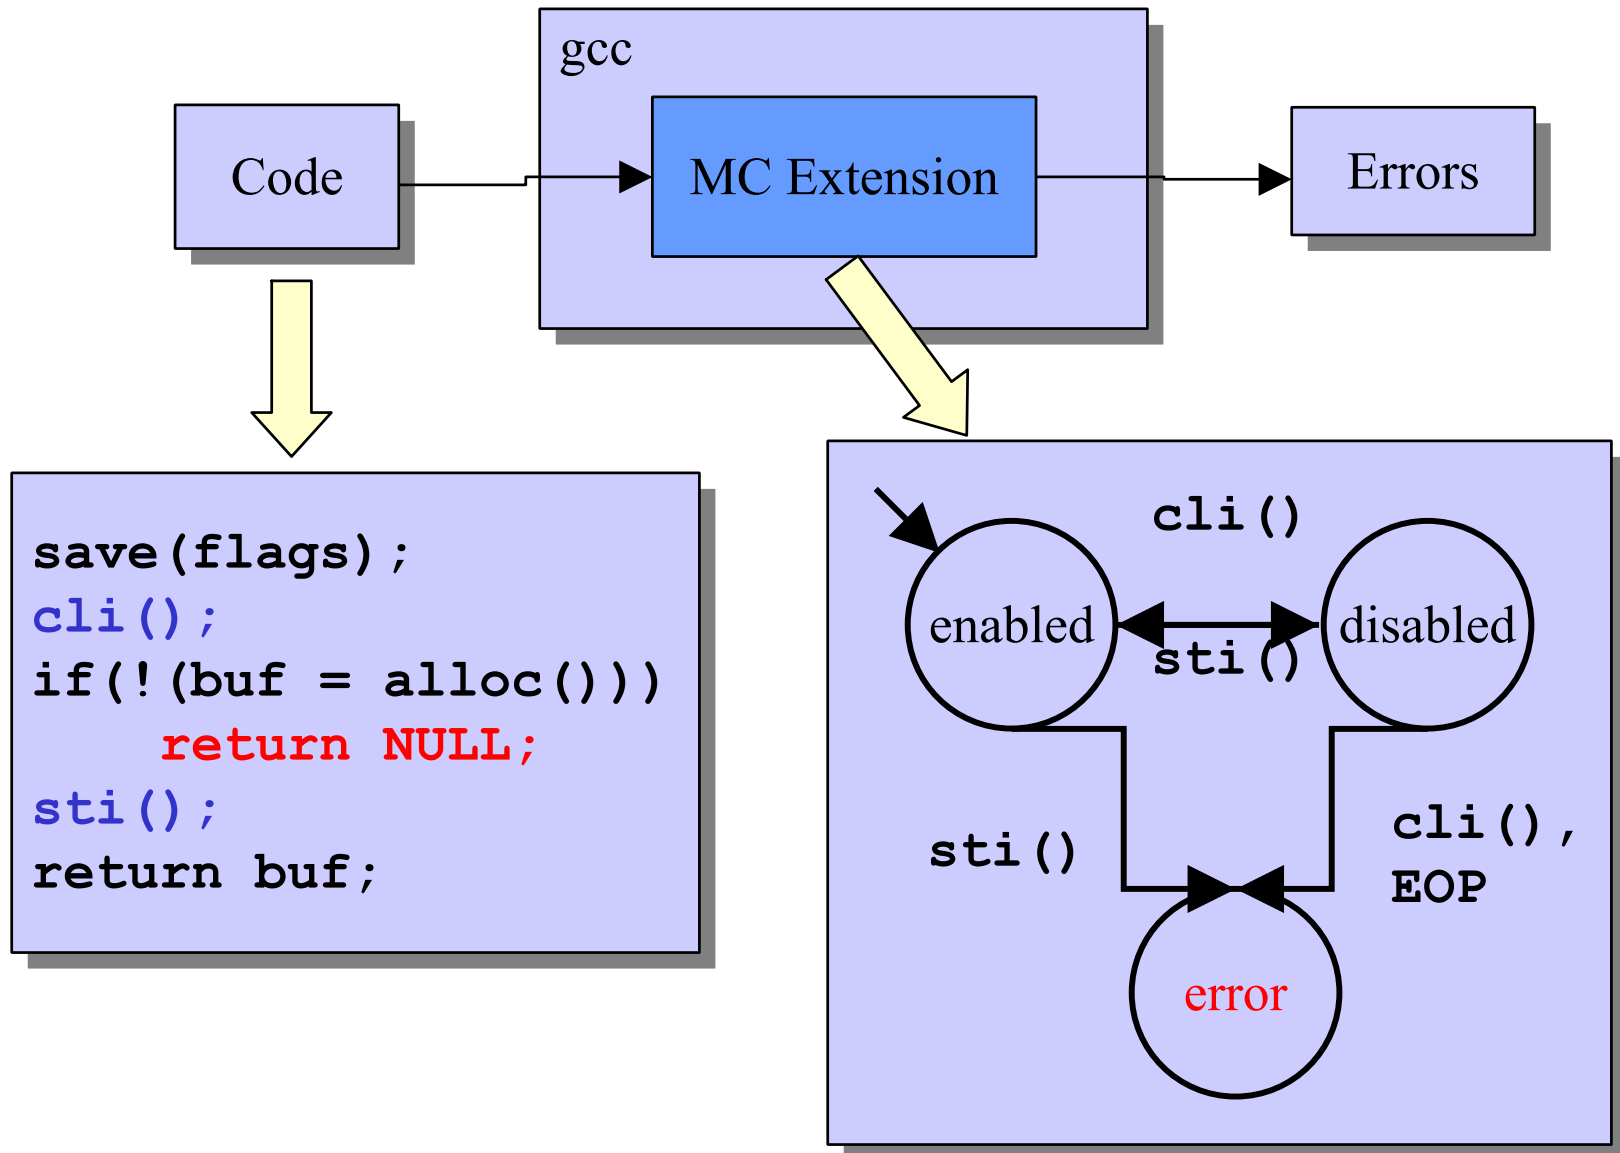 gcc
Code
MC Extension
Errors
save(flags);
cli();
if(!(buf = alloc()))
    return NULL;
sti();
return buf;
cli()
enabled
disabled
sti()
sti()
cli(),
EOP
error